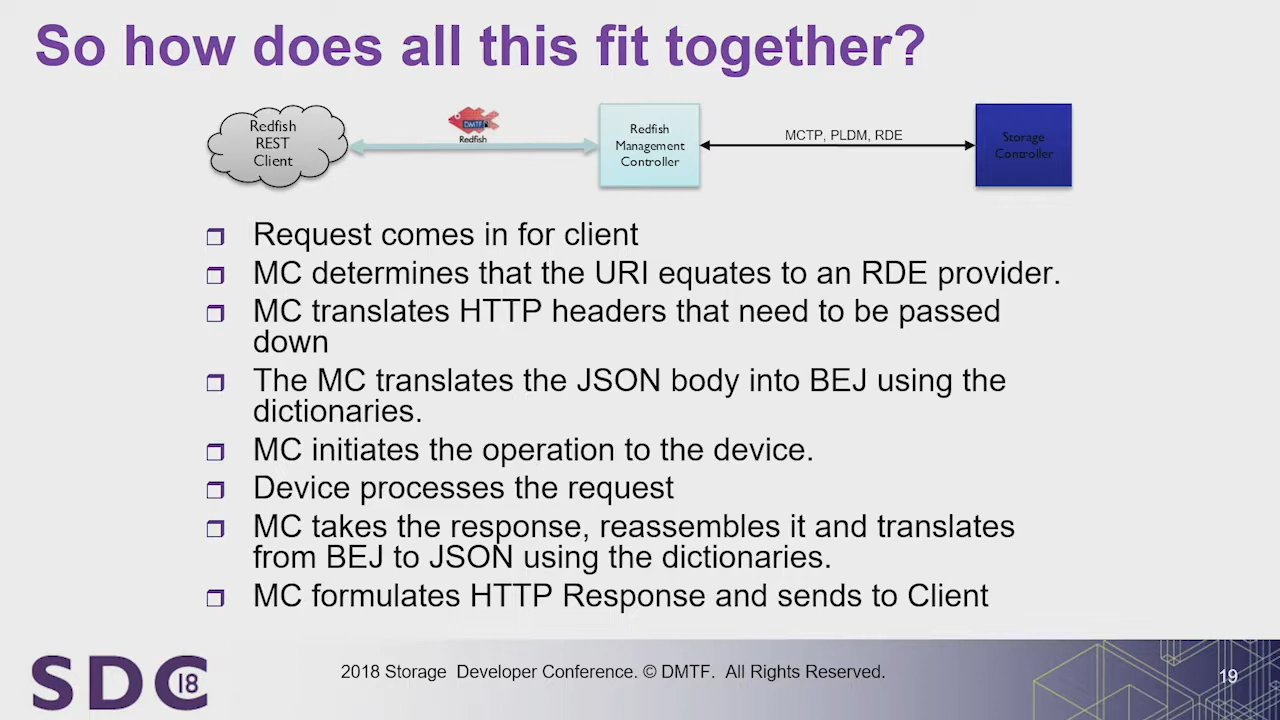 So how does all this fit together?
Redfish
REST
Client
DMTF
Redfish
Redfish
Management
Controller
MCTP, PLDM, RDE
Storage
Controller
Request comes in for client
MC determines that the URI equates to an RDE provider.
MC translates HTTP headers that need to be passed
down
The MC translates the JSON body into BEJ using the
dictionaries.
MC initiates the operation to the device.
Device processes the request
MC takes the response, reassembles it and translates
from BEJ to JSON using the dictionaries.
MC formulates HTTP Response and sends to Client
SDC 18
2018 Storage Developer Conference. © DMTF. All Rights Reserved.
19